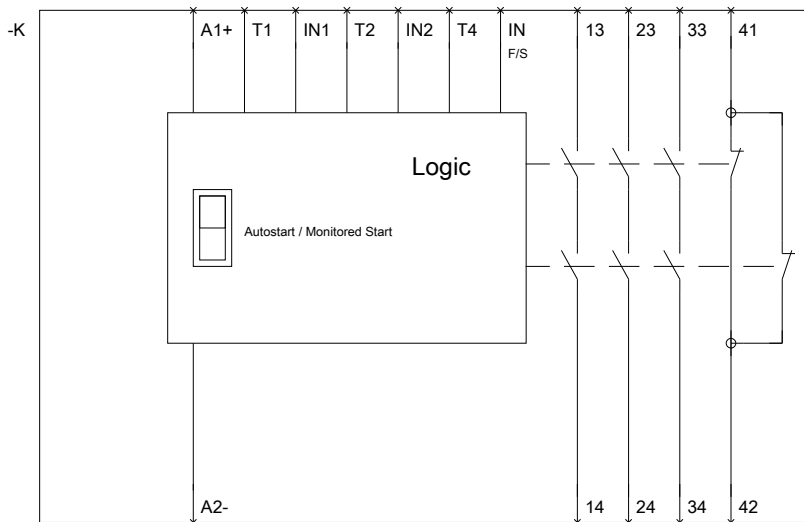 -K A1+ T1 IN1 T2 IN2 T4 IN 13 23 33 41
F/S
Logic
Autostart / Monitored Start
A2- 14 24 34 42